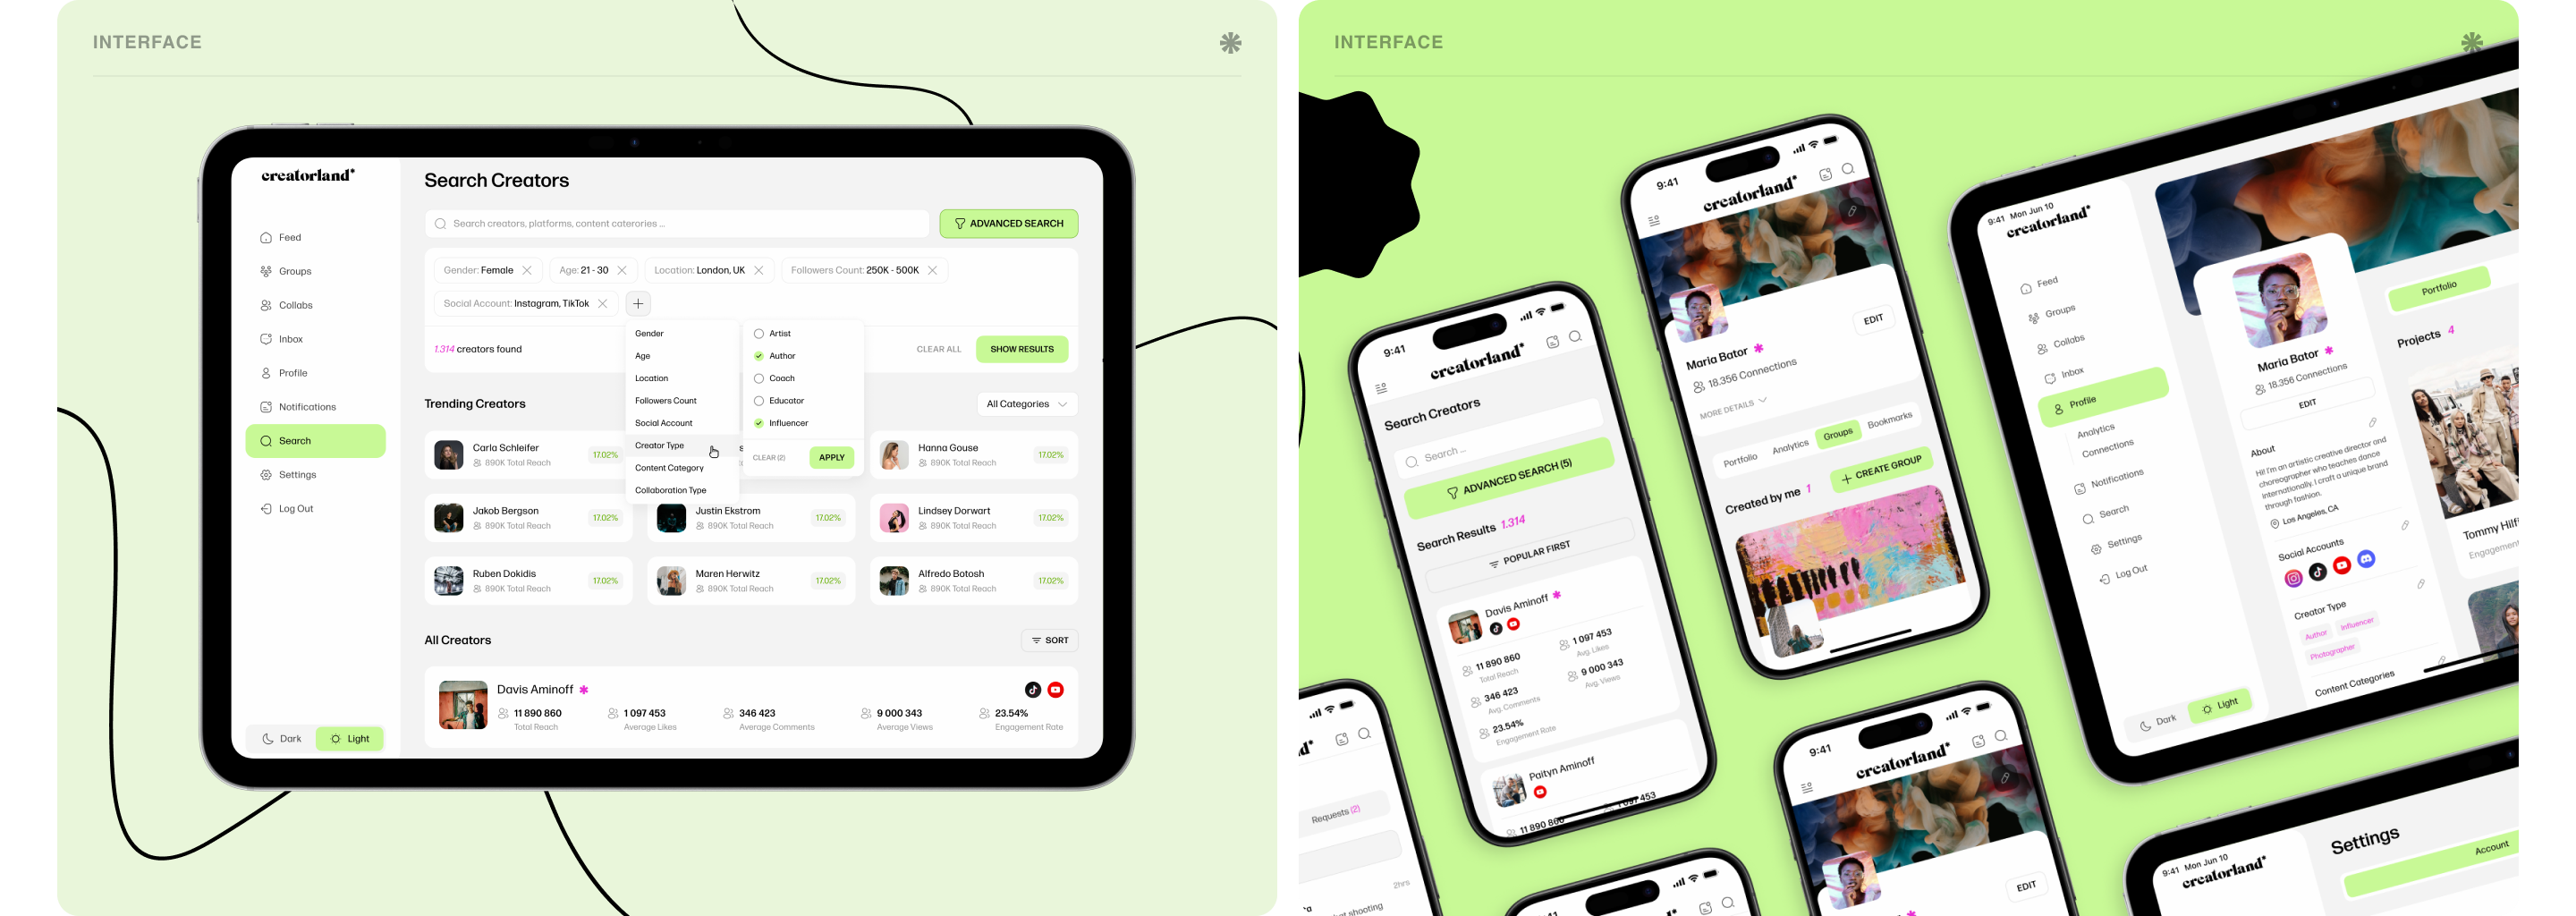 INTERFACE
creatorland*
Feed
Groups
Collabs
Inbox
Profile
Notifications
Search
Settings
Log Out
Dark
Light
Search Creators
Search creators, platforms, content caterories ...
ADVANCED SEARCH
Gender: Female
Age: 21 - 30
Location: London, UK
Followers Count: 250K - 500K
Social Account: Instagram, TikTok
1.314 creators found
CLEAR ALL
SHOW RESULTS
Gender
Age
Location
Followers Count
Social Account
Creator Type
Content Category
Collaboration Type
Artist
Author
Coach
Educator
Influencer
CLEAR (2)
APPLY
Trending Creators
All Categories
Carla Schleifer
890K Total Reach
17.02%
Hanna Gouse
890K Total Reach
17.02%
Jakob Bergson
890K Total Reach
17.02%
Justin Ekstrom
890K Total Reach
17.02%
Lindsey Dorwart
890K Total Reach
17.02%
Ruben Dokidis
890K Total Reach
17.02%
Maren Herwitz
890K Total Reach
17.02%
Alfredo Botosh
890K Total Reach
17.02%
All Creators
SORT
Davis Aminoff
11 890 860
Total Reach
1 097 453
Average Likes
346 423
Average Comments
9 000 343
Average Views
23.54%
Engagement Rate
INTERFACE
9:41
creatorland*
Search Creators
Search ...
ADVANCED SEARCH (5)
Search Results 1.314
POPULAR FIRST
Davis Aminoff
11 890 860
Total Reach
1 097 453
Avg. Likes
346 423
Avg. Comments
9 000 343
Avg. Views
23.54%
Engagement Rate
Paityn Aminoff
11 890 860
1 097 453
9:41
creatorland*
EDIT
Maria Bator
18.356 Connections
MORE DETAILS
Portfolio
Analytics
Groups
Bookmarks
Created by me 1
CREATE GROUP
9:41 Mon Jun 10
creatorland*
Feed
Groups
Collabs
Inbox
Profile
Analytics
Connections
Notifications
Search
Settings
Log Out
Dark
Light
Maria Bator
18.356 Connections
EDIT
About
Hi! I'm an artistic creative director and
choreographer who teaches dance
internationally. I craft a unique brand
through fashion.
Los Angeles, CA
Social Accounts
Creator Type
Author
Influencer
Photographer
Content Categories
Portfolio
Projects 4
Tommy Hilfi
Engagement
Requests (2)
2hrs
shooting
9:41
creatorland*
EDIT
9:41 Mon Jun 10
creatorland*
Settings
Account